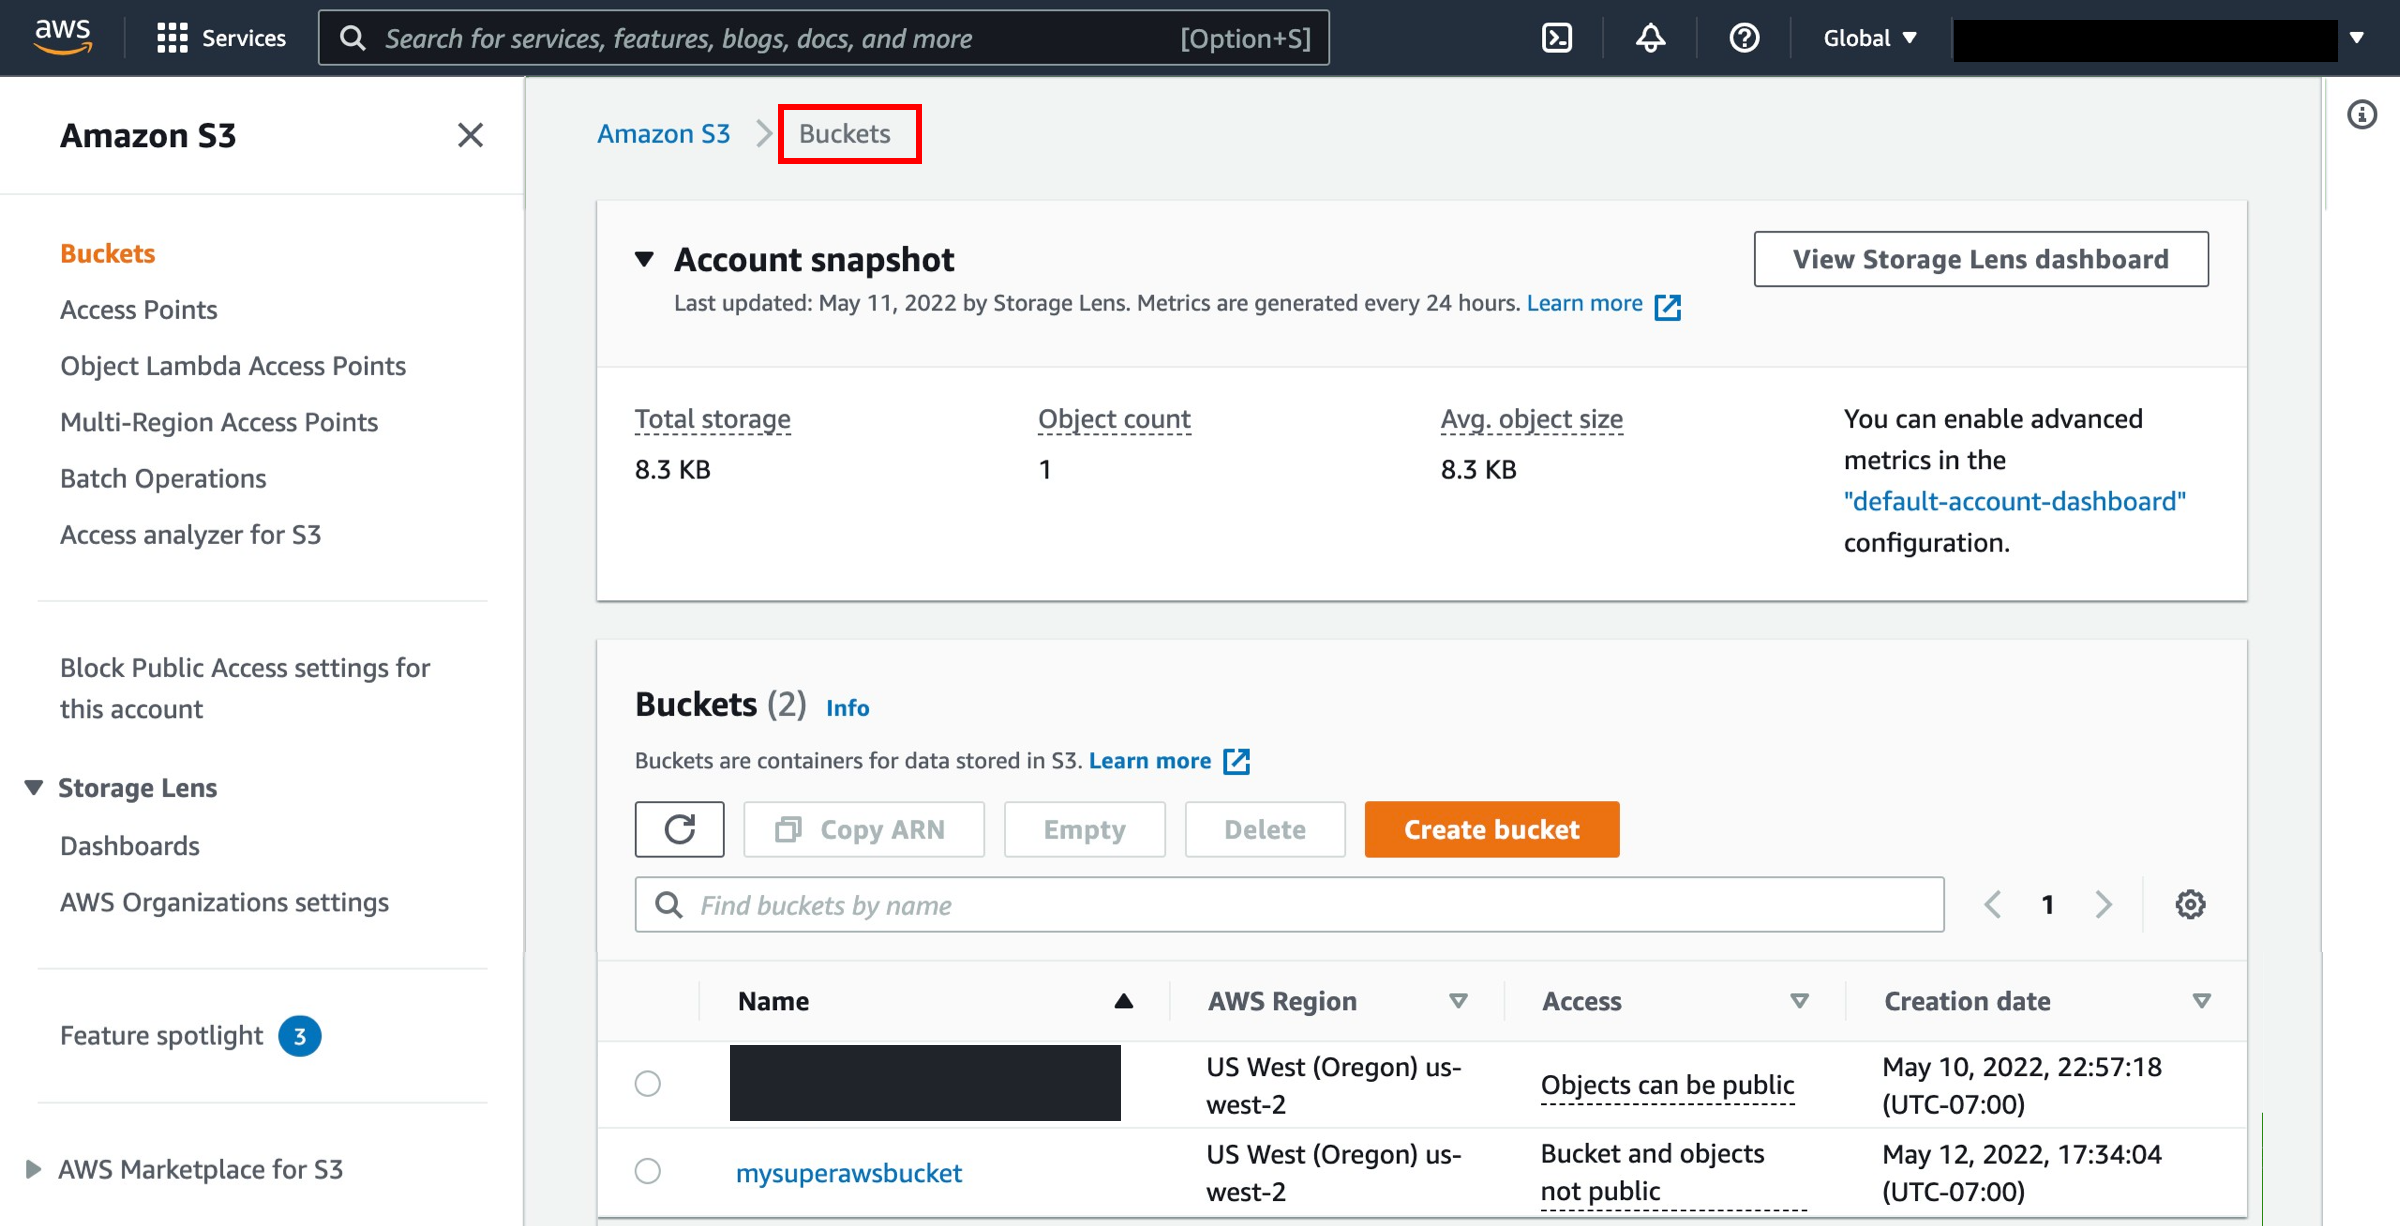 aws
Services
Search for services, features, blogs, docs, and more
[Option+S]
Global
Amazon S3
Buckets
Access Points
Object Lambda Access Points
Multi-Region Access Points
Batch Operations
Access analyzer for S3
Block Public Access settings for
this account
Storage Lens
Dashboards
AWS Organizations settings
Feature spotlight 3
AWS Marketplace for S3
Amazon S3
Buckets
Account snapshot
Last updated: May 11, 2022 by Storage Lens. Metrics are generated every 24 hours. Learn more
View Storage Lens dashboard
Total storage
8.3 KB
Object count
1
Avg. object size
8.3 KB
You can enable advanced
metrics in the
"default-account-dashboard"
configuration.
Buckets (2) Info
Buckets are containers for data stored in S3. Learn more
Copy ARN
Empty
Delete
Create bucket
Find buckets by name
1
Name
AWS Region
Access
Creation date
US West (Oregon) us-
west-2
Objects can be public
May 10, 2022, 22:57:18
(UTC-07:00)
mysuperawsbucket
US West (Oregon) us-
west-2
Bucket and objects
not public
May 12, 2022, 17:34:04
(UTC-07:00)